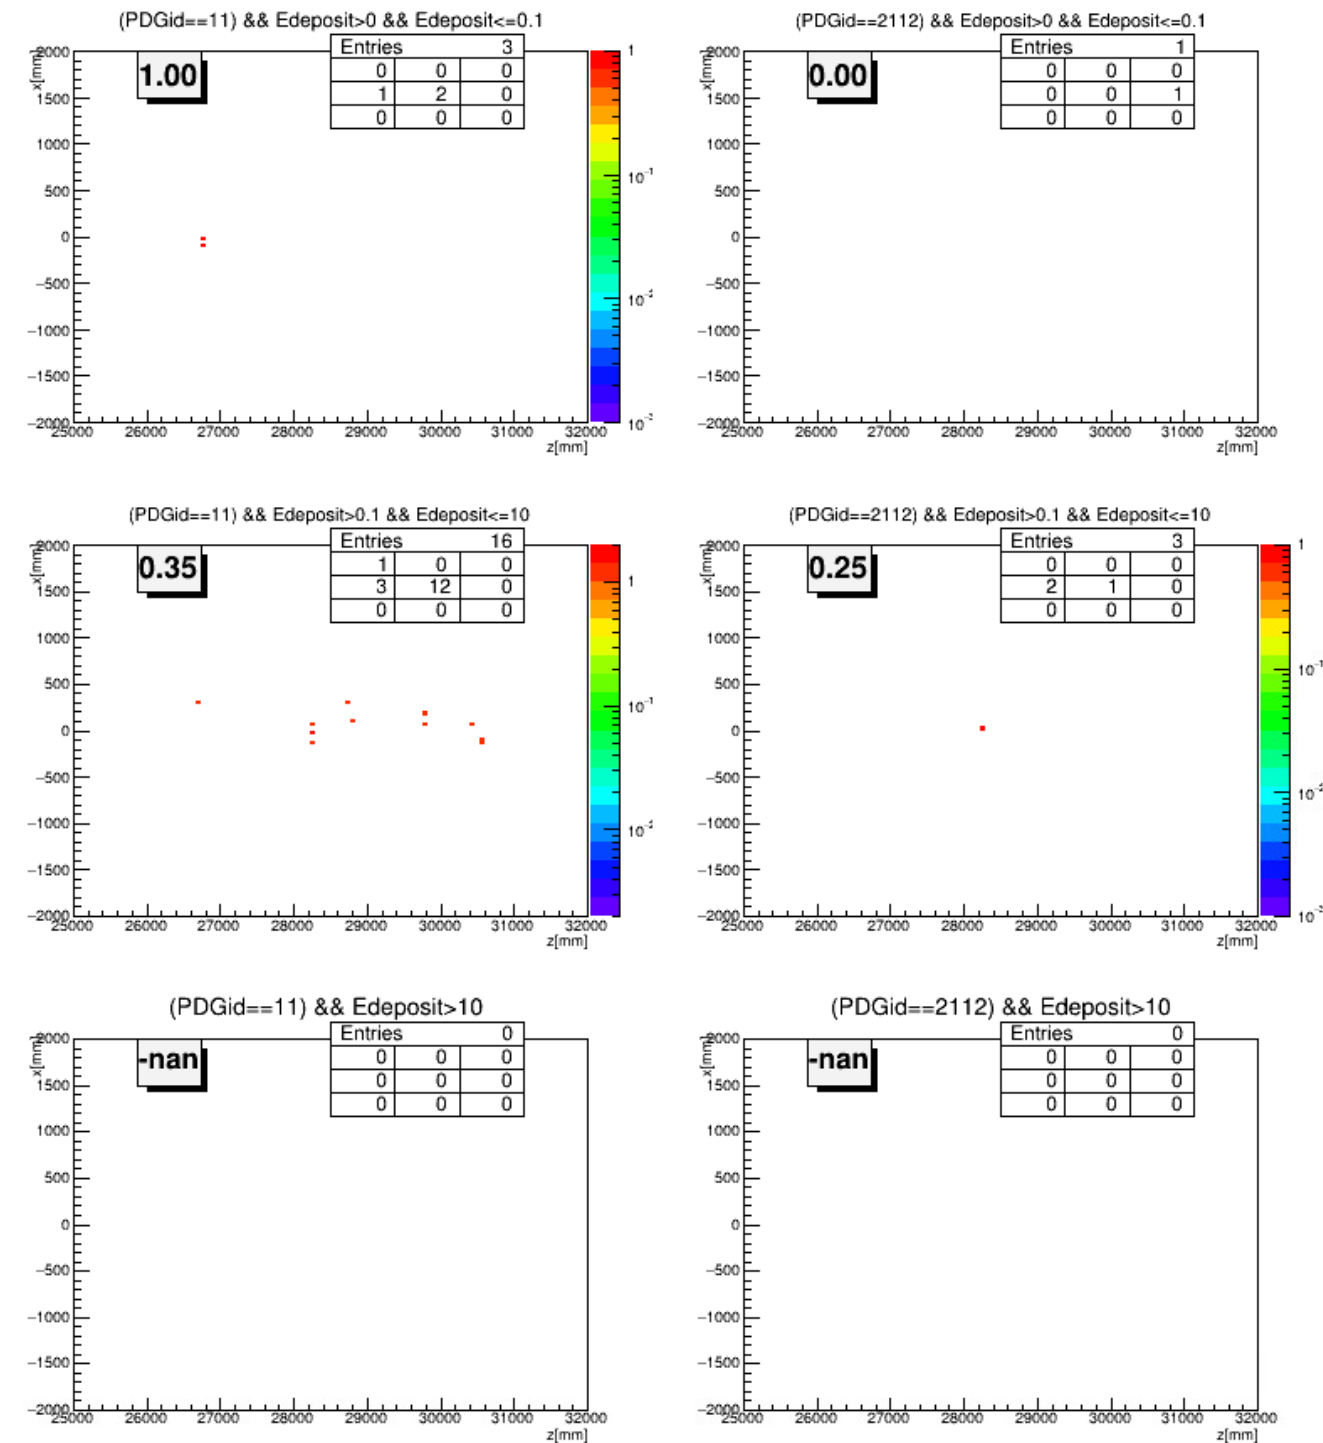 (PDGid==11) && Edeposit>0 && Edeposit<=0.1
x[mm]
2000
1500
1000
500
0
−500
−1000
−1500
−2000
1.00
Entries 3
0 0 0
1 2 0
0 0 0
1
10⁻¹
10⁻²
25000 26000 27000 28000 29000 30000 31000 32000
z[mm]
(PDGid==2112) && Edeposit>0 && Edeposit<=0.1
x[mm]
2000
1500
1000
500
0
−500
−1000
−1500
−2000
0.00
Entries 1
0 0 0
0 0 1
0 0 0
25000 26000 27000 28000 29000 30000 31000 32000
z[mm]
(PDGid==11) && Edeposit>0.1 && Edeposit<=10
x[mm]
2000
1500
1000
500
0
−500
−1000
−1500
−2000
0.35
Entries 16
1 0 0
3 12 0
0 0 0
1
10⁻¹
10⁻²
25000 26000 27000 28000 29000 30000 31000 32000
z[mm]
(PDGid==2112) && Edeposit>0.1 && Edeposit<=10
x[mm]
2000
1500
1000
500
0
−500
−1000
−1500
−2000
0.25
Entries 3
0 0 0
2 1 0
0 0 0
1
10⁻¹
10⁻²
25000 26000 27000 28000 29000 30000 31000 32000
z[mm]
(PDGid==11) && Edeposit>10
x[mm]
2000
1500
1000
500
0
−500
−1000
−1500
−2000
-nan
Entries 0
0 0 0
0 0 0
0 0 0
25000 26000 27000 28000 29000 30000 31000 32000
z[mm]
(PDGid==2112) && Edeposit>10
x[mm]
2000
1500
1000
500
0
−500
−1000
−1500
−2000
-nan
Entries 0
0 0 0
0 0 0
0 0 0
25000 26000 27000 28000 29000 30000 31000 32000
z[mm]